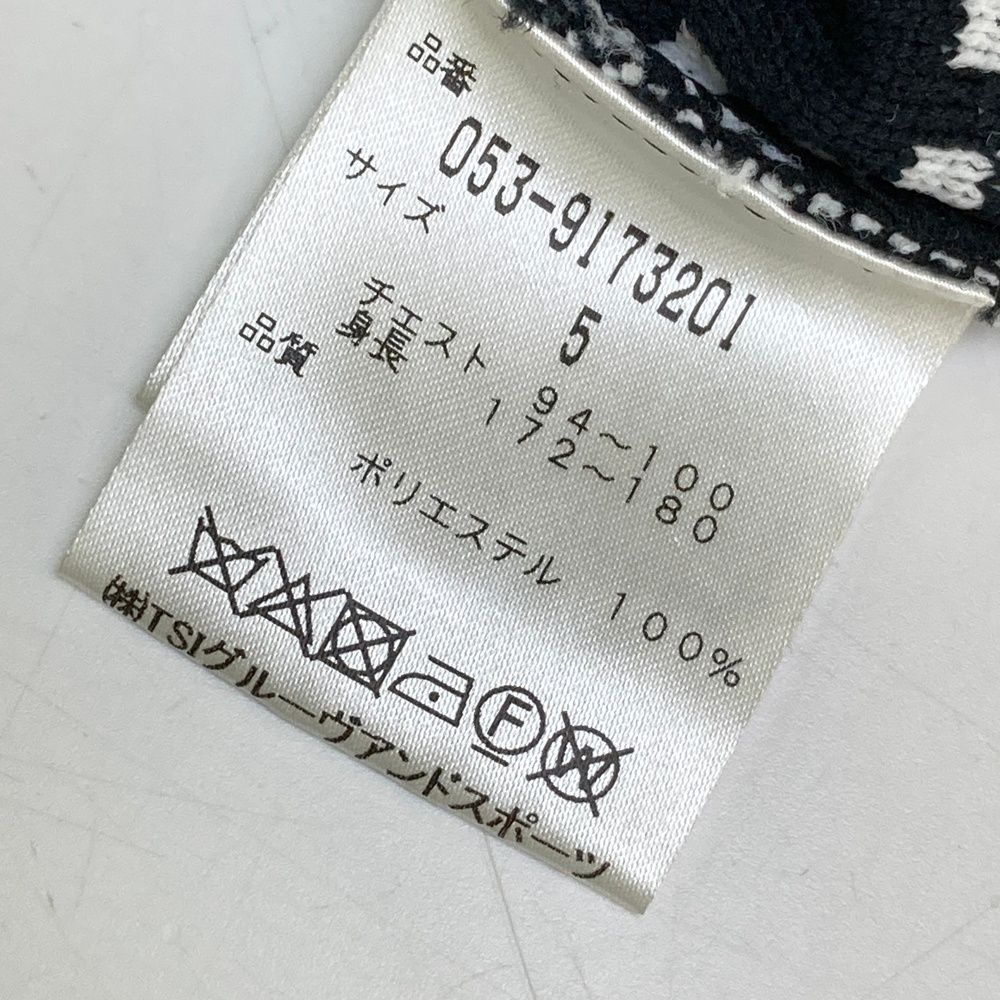 品番
053-9173201
サイズ
5
チェスト 94～100
身長 172～180
品質
ポリエステル 100%
F
W
(株)TSIグルーヴアンドスポーツ